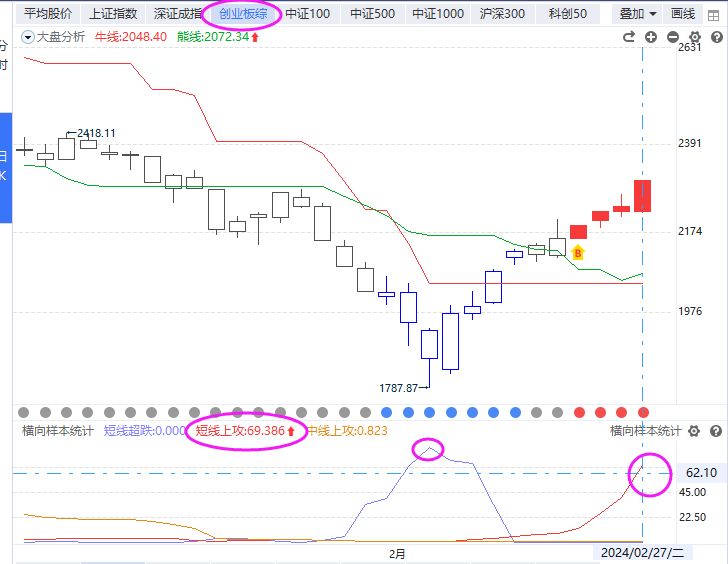 平均股价 上证指数 深证成指 创业板综 中证100 中证500 中证1000 沪深300 科创50 叠加 画线
大盘分析 牛线:2048.40 熊线:2072.34
分
时
日
K
2631
2418.11
2391
2174
B
1976
1787.87
横向样本统计 短线超跌:0.000 短线上攻:69.386 中线上攻:0.823 横向样本统计
62.10
45.00
22.50
2月
2024/02/27/二